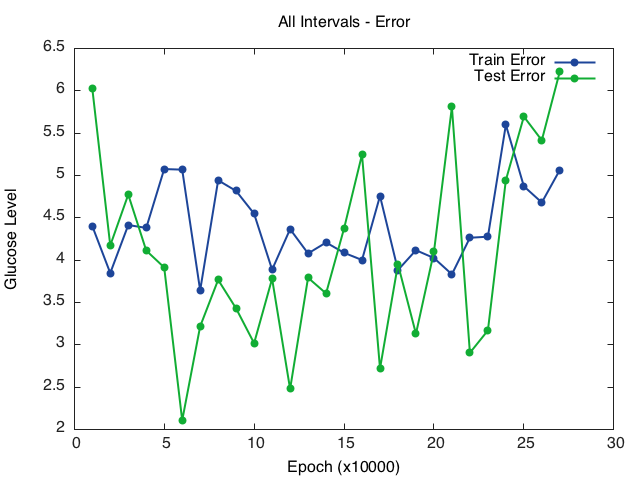 All Intervals - Error
Train Error
Test Error
Glucose Level
6.5
6
5.5
5
4.5
4
3.5
3
2.5
2
0 5 10 15 20 25 30
Epoch (x10000)